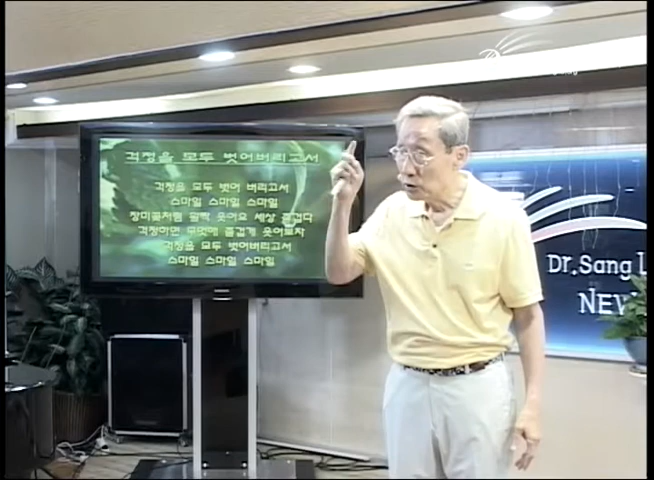 걱정을 모두 벗어버리고서
걱정을 모두 벗어 버리고서
스마일 스마일 스마일
장미꽃처럼 활짝 웃어요 세상 즐겁다
걱정하면 무엇해 즐겁게 웃어보자
걱정을 모두 벗어버리고서
스마일 스마일 스마일
Dr.Sang L
NEW